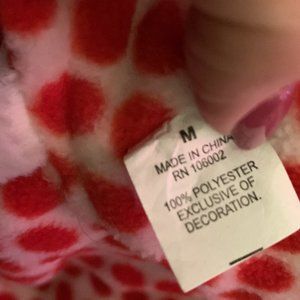 M
MADE IN CHINA
RN 106002
100% POLYESTER
EXCLUSIVE OF
DECORATION.